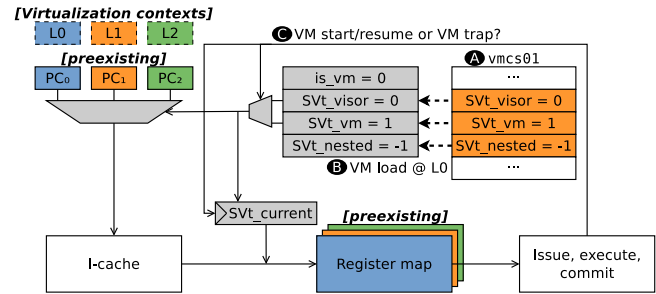 [Virtualization contexts]
L0 L1 L2
[preexisting]
PC₀ PC₁ PC₂
C VM start/resume or VM trap?
A vmcs01
is_vm = 0
SVt_visor = 0
SVt_vm = 1
SVt_nested = -1
...
SVt_visor = 0
SVt_vm = 1
SVt_nested = -1
...
B VM load @ L0
SVt_current
[preexisting]
I-cache
Register map
Issue, execute,
commit